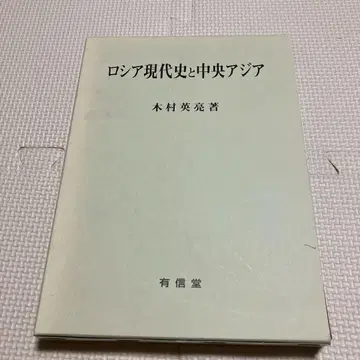 ロシア現代史と中央アジア
木村英亮著
有信堂